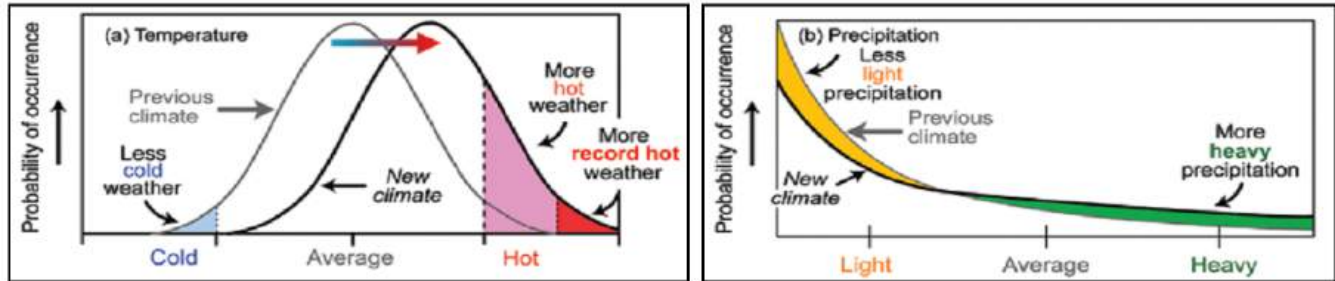 (a) Temperature
Probability of occurrence
Previous
climate
Less
cold
weather
New
climate
More
hot
weather
More
record hot
weather
Cold
Average
Hot
(b) Precipitation
Probability of occurrence
Less
light
precipitation
Previous
climate
New
climate
More
heavy
precipitation
Light
Average
Heavy